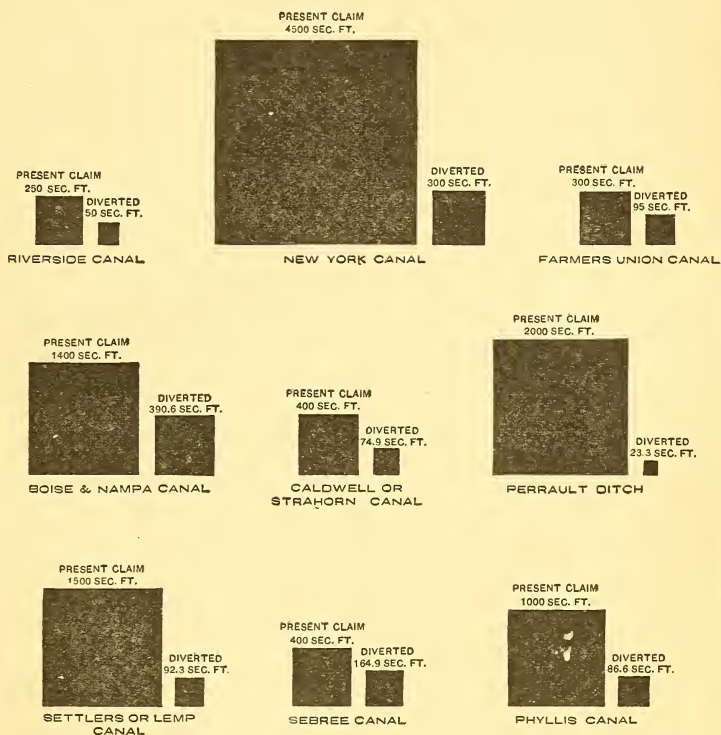 PRESENT CLAIM
4500 SEC. FT.
DIVERTED
300 SEC. FT.
NEW YORK CANAL
PRESENT CLAIM
250 SEC. FT.
DIVERTED
50 SEC. FT.
RIVERSIDE CANAL
PRESENT CLAIM
300 SEC. FT.
DIVERTED
95 SEC. FT.
FARMERS UNION CANAL
PRESENT CLAIM
1400 SEC. FT.
DIVERTED
390.6 SEC. FT.
BOISE & NAMPA CANAL
PRESENT CLAIM
400 SEC. FT.
DIVERTED
74.9 SEC. FT.
CALDWELL OR
STRAHORN CANAL
PRESENT CLAIM
2000 SEC. FT.
DIVERTED
23.3 SEC. FT.
PERRAULT DITCH
PRESENT CLAIM
1500 SEC. FT.
DIVERTED
92.3 SEC. FT.
SETTLERS OR LEMP
CANAL
PRESENT CLAIM
400 SEC. FT.
DIVERTED
164.9 SEC. FT.
SEBREE CANAL
PRESENT CLAIM
1000 SEC. FT.
DIVERTED
86.6 SEC. FT.
PHYLLIS CANAL